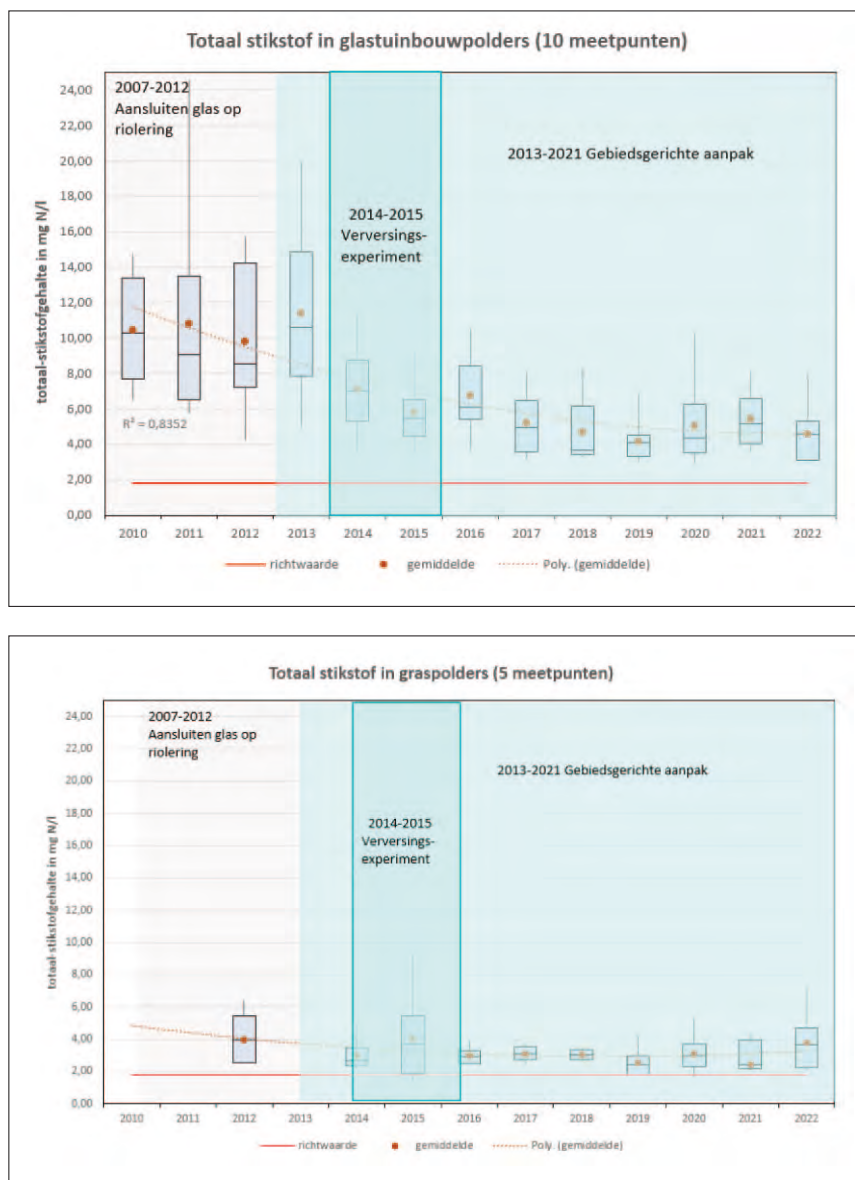 Totaal stikstof in glastuinbouwpolders (10 meetpunten)
totaal-stikstofgehalte in mg N/l
24,00
22,00
20,00
18,00
16,00
14,00
12,00
10,00
8,00
6,00
4,00
2,00
0,00
2007-2012
Aansluiten glas op
riolering
2013-2021 Gebiedsgerichte aanpak
2014-2015
Verversings-
experiment
R² = 0,8352
2010 2011 2012 2013 2014 2015 2016 2017 2018 2019 2020 2021 2022
richtwaarde gemiddelde Poly. (gemiddelde)
Totaal stikstof in graspolders (5 meetpunten)
totaal-stikstofgehalte in mg N/l
24,00
22,00
20,00
18,00
16,00
14,00
12,00
10,00
8,00
6,00
4,00
2,00
0,00
2007-2012
Aansluiten glas op
riolering
2013-2021 Gebiedsgerichte aanpak
2014-2015
Verversings-
experiment
2010 2011 2012 2013 2014 2015 2016 2017 2018 2019 2020 2021 2022
richtwaarde gemiddelde Poly. (gemiddelde)